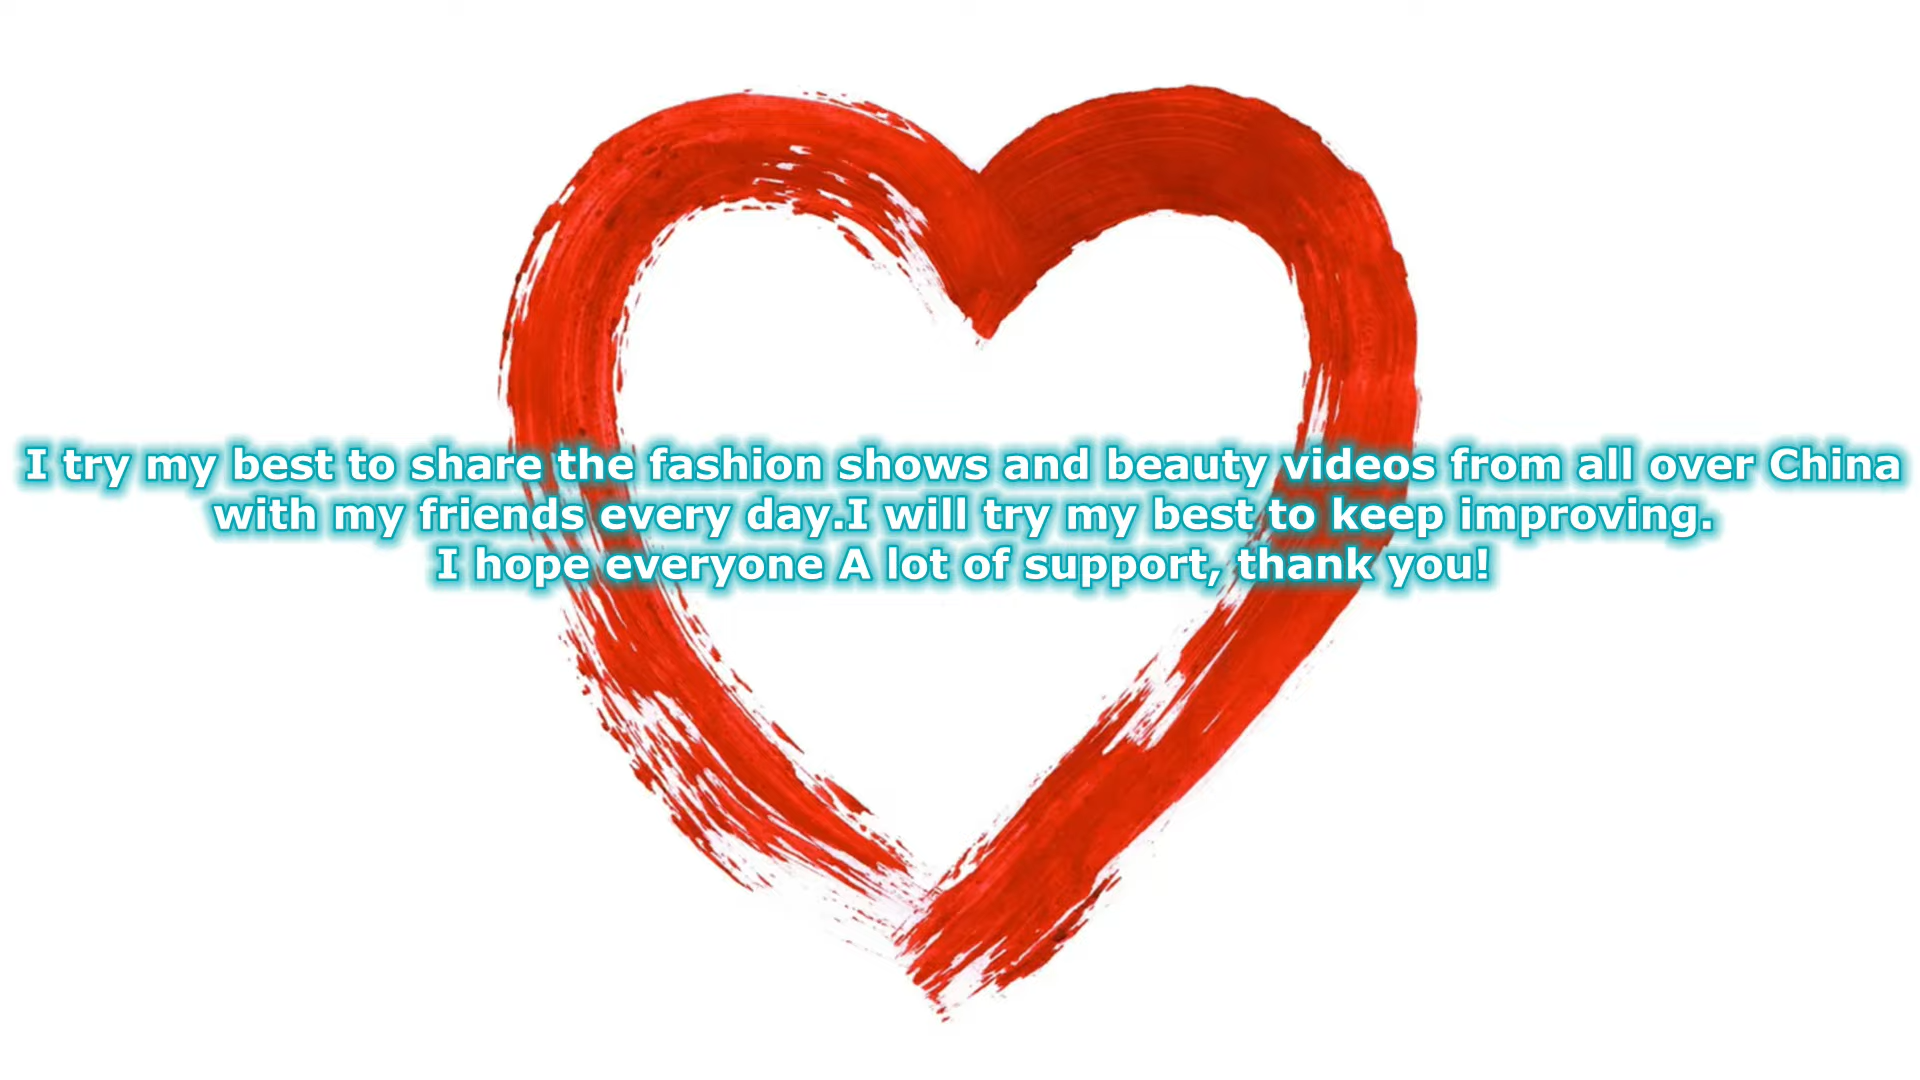 I try my best to share the fashion shows and beauty videos from all over China
with my friends every day.I will try my best to keep improving.
I hope everyone A lot of support, thank you!